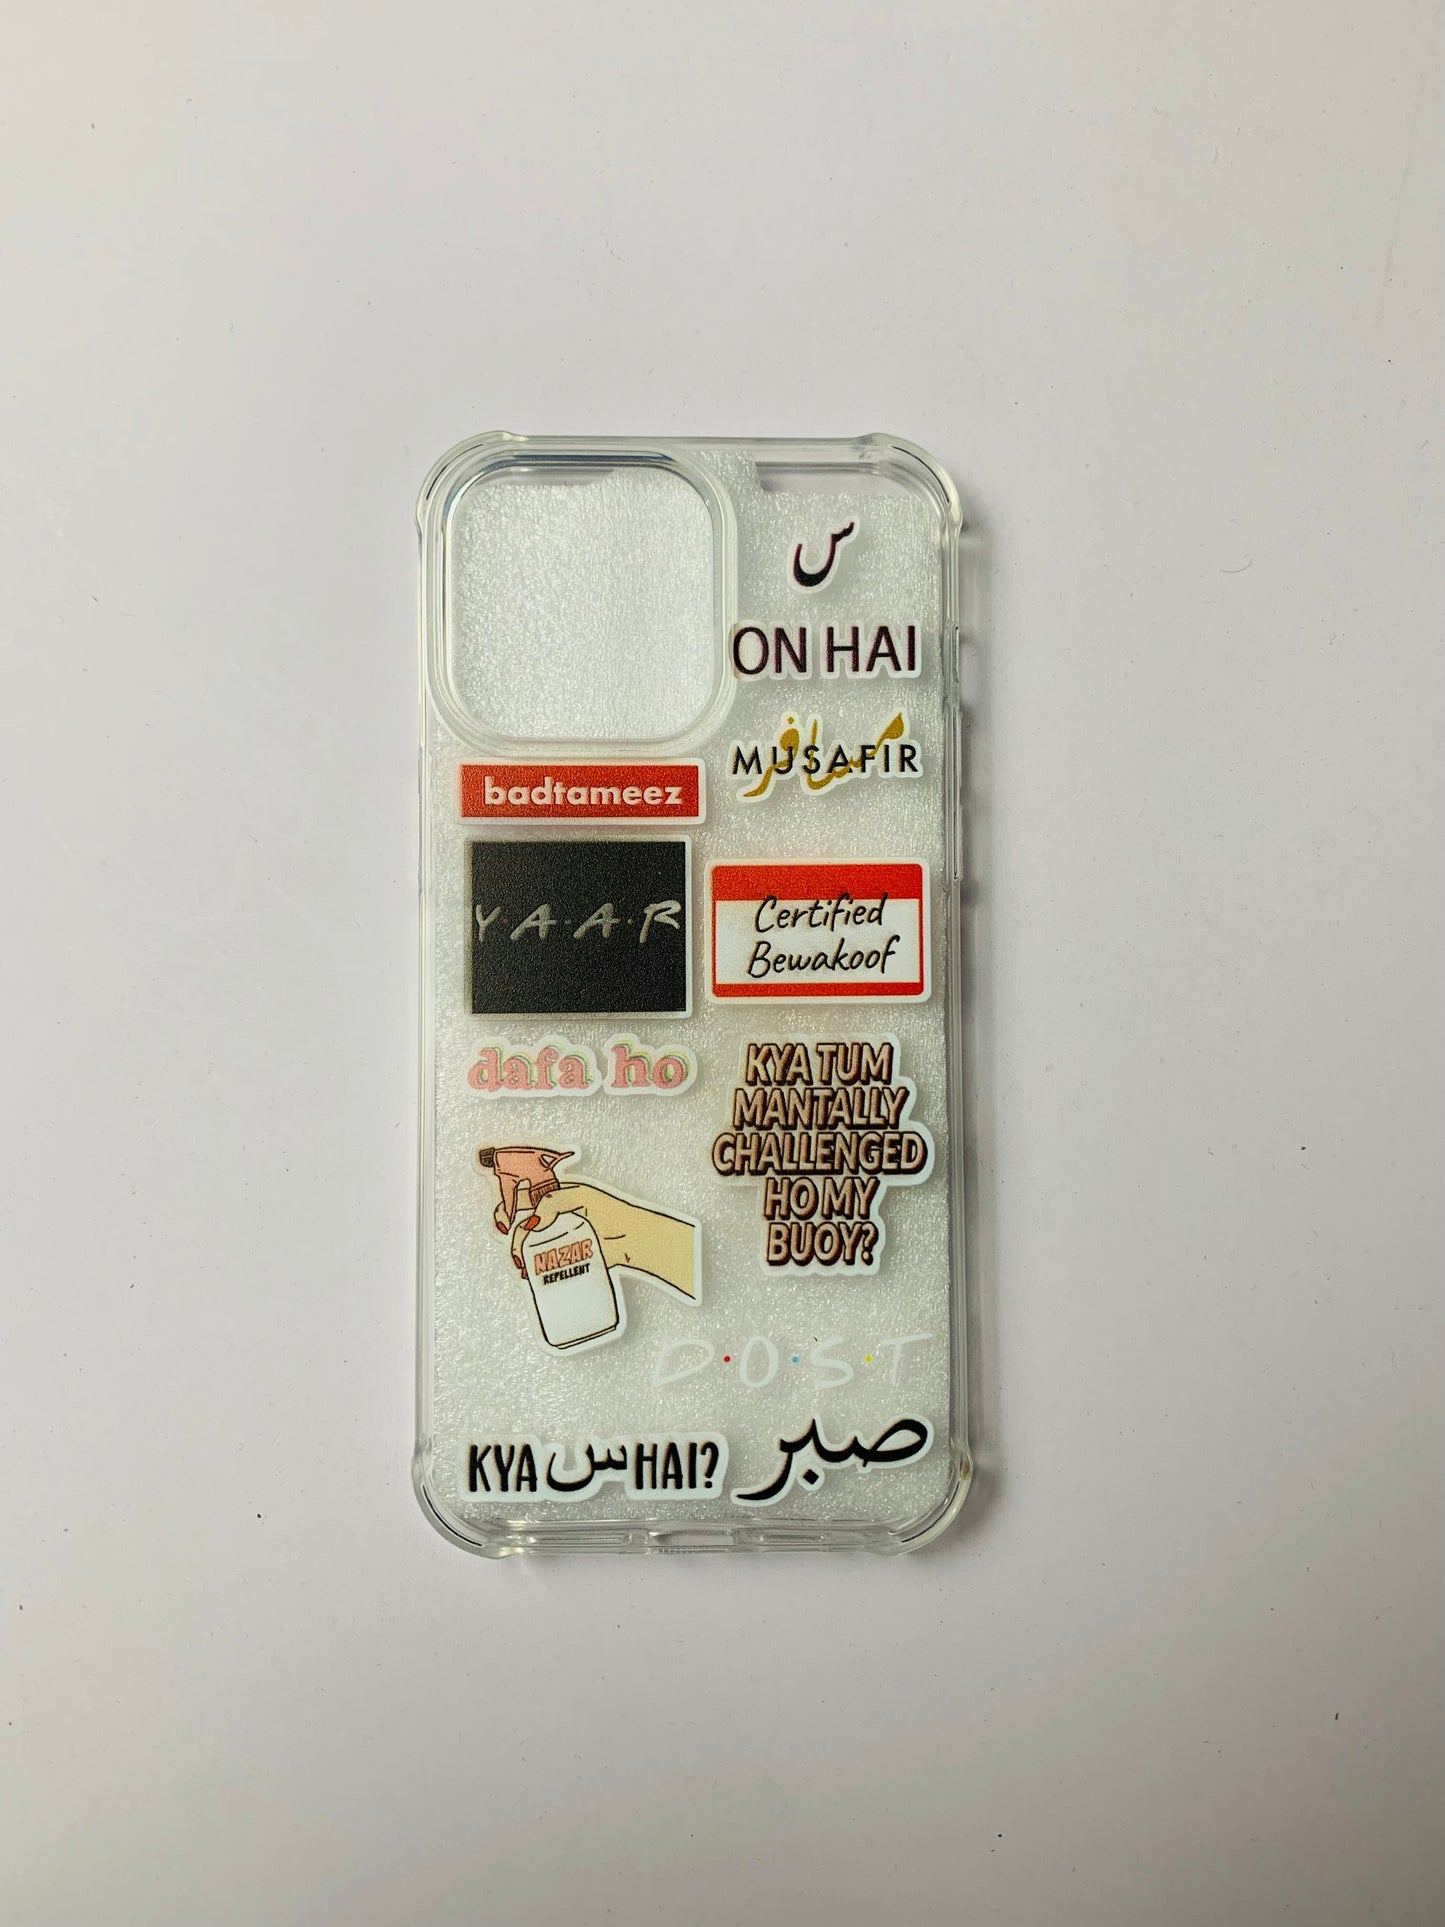 س
ON HAI
مسافر
MUSAFIR
badtameez
Y·A·A·R
Certified
Bewakoof
dafa ho
KYA TUM
MANTALLY
CHALLENGED
HO MY
BUOY?
NAZAR
REPELLENT
D·O·S·T
KYA س HAI?
صبر